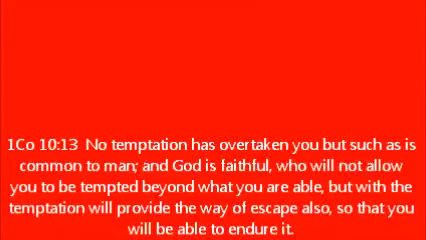 1Co 10:13  No temptation has overtaken you but such as is
common to man; and God is faithful, who will not allow
you to be tempted beyond what you are able, but with the
temptation will provide the way of escape also, so that you
will be able to endure it.